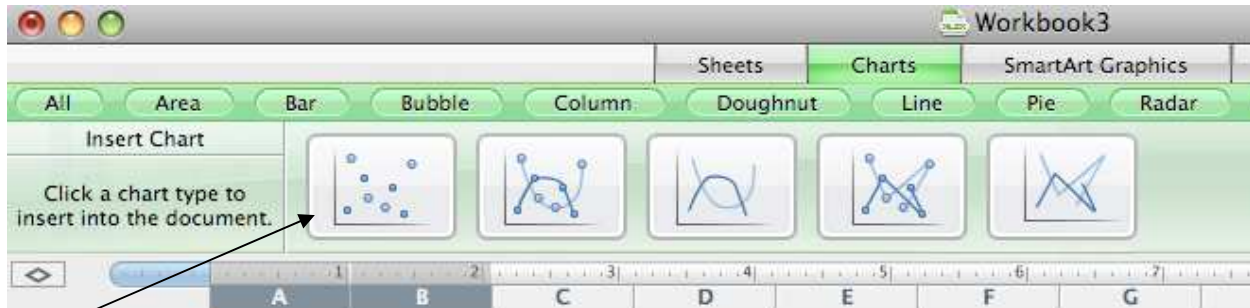 Workbook3
Sheets Charts SmartArt Graphics
All Area Bar Bubble Column Doughnut Line Pie Radar
Insert Chart
Click a chart type to
insert into the document.
1 2 3 4 5 6 7
A B C D E F G